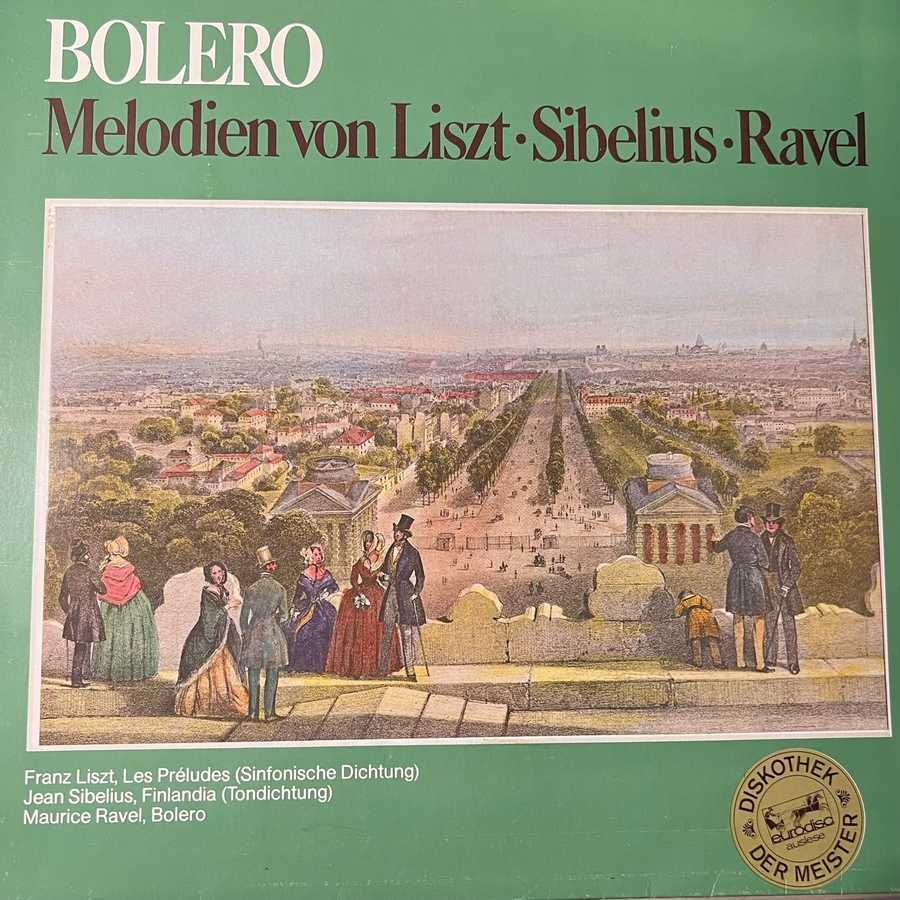 BOLERO
Melodien von Liszt · Sibelius · Ravel
Franz Liszt, Les Préludes (Sinfonische Dichtung)
Jean Sibelius, Finlandia (Tondichtung)
Maurice Ravel, Bolero
DISKOTHEK
eurodisc
auslese
DER MEISTER